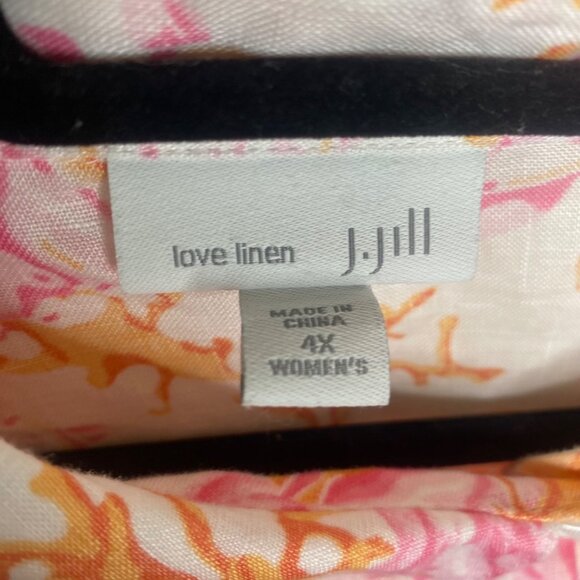 love linen J.Jill
MADE IN
CHINA
4X
WOMEN'S